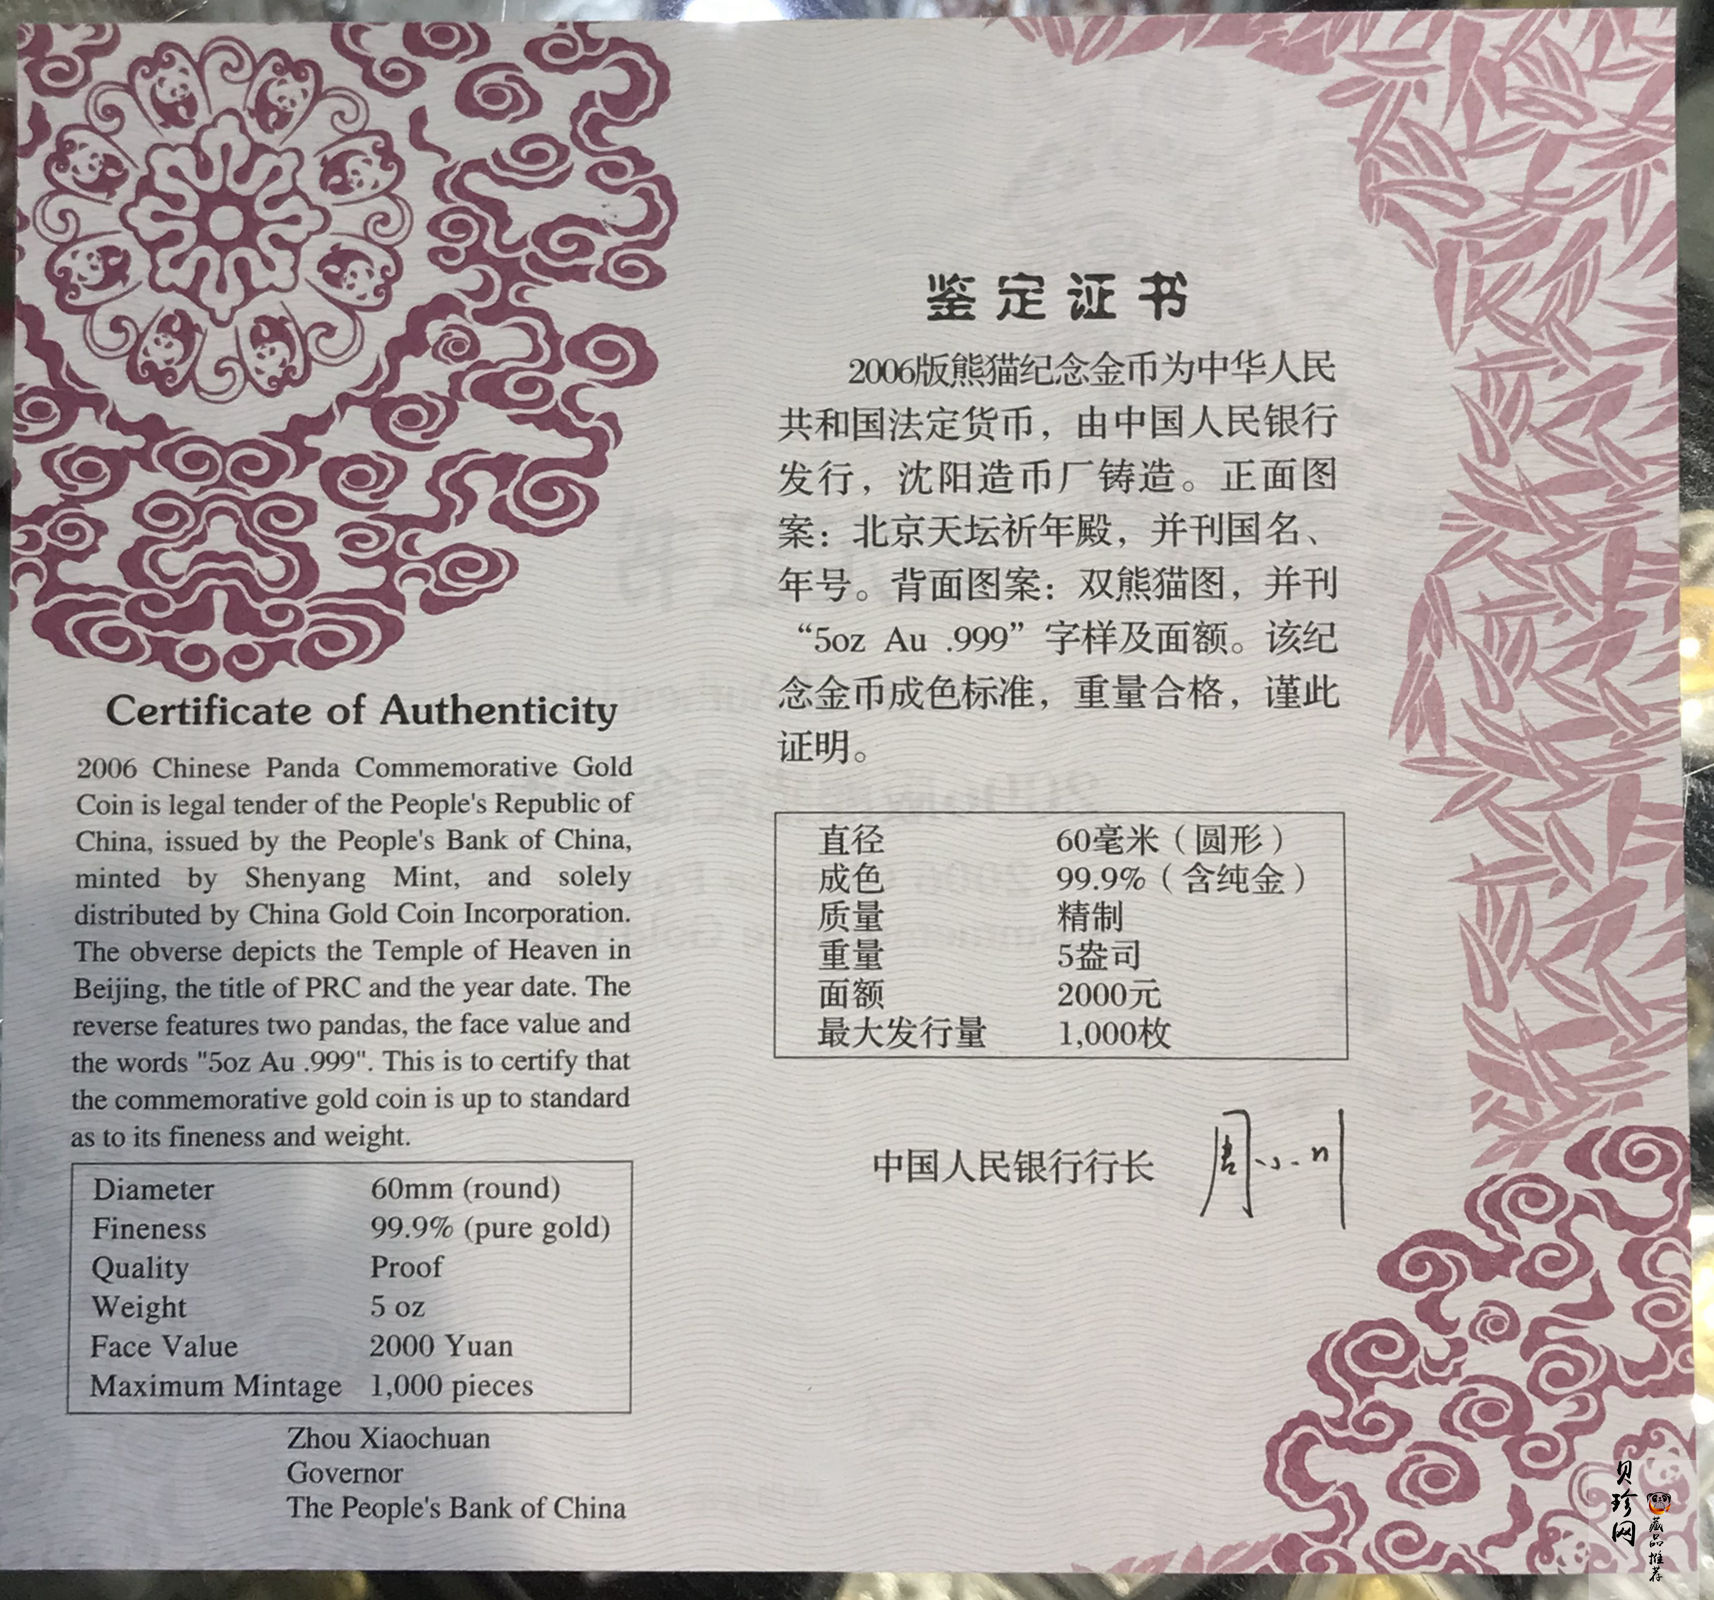 Certificate of Authenticity
2006 Chinese Panda Commemorative Gold
Coin is legal tender of the People's Republic of
China, issued by the People's Bank of China,
minted by Shenyang Mint, and solely
distributed by China Gold Coin Incorporation.
The obverse depicts the Temple of Heaven in
Beijing, the title of PRC and the year date. The
reverse features two pandas, the face value and
the words "5oz Au .999". This is to certify that
the commemorative gold coin is up to standard
as to its fineness and weight.
Diameter 60mm (round)
Fineness 99.9% (pure gold)
Quality Proof
Weight 5 oz
Face Value 2000 Yuan
Maximum Mintage 1,000 pieces
Zhou Xiaochuan
Governor
The People's Bank of China
鉴定证书
2006版熊猫纪念金币为中华人民
共和国法定货币，由中国人民银行
发行，沈阳造币厂铸造。正面图
案：北京天坛祈年殿，并刊国名、
年号。背面图案：双熊猫图，并刊
“5oz Au .999”字样及面额。该纪
念金币成色标准，重量合格，谨此
证明。
直径 60毫米（圆形）
成色 99.9%（含纯金）
质量 精制
重量 5盎司
面额 2000元
最大发行量 1,000枚
中国人民银行行长 周小川
贝珍网
藏品推荐